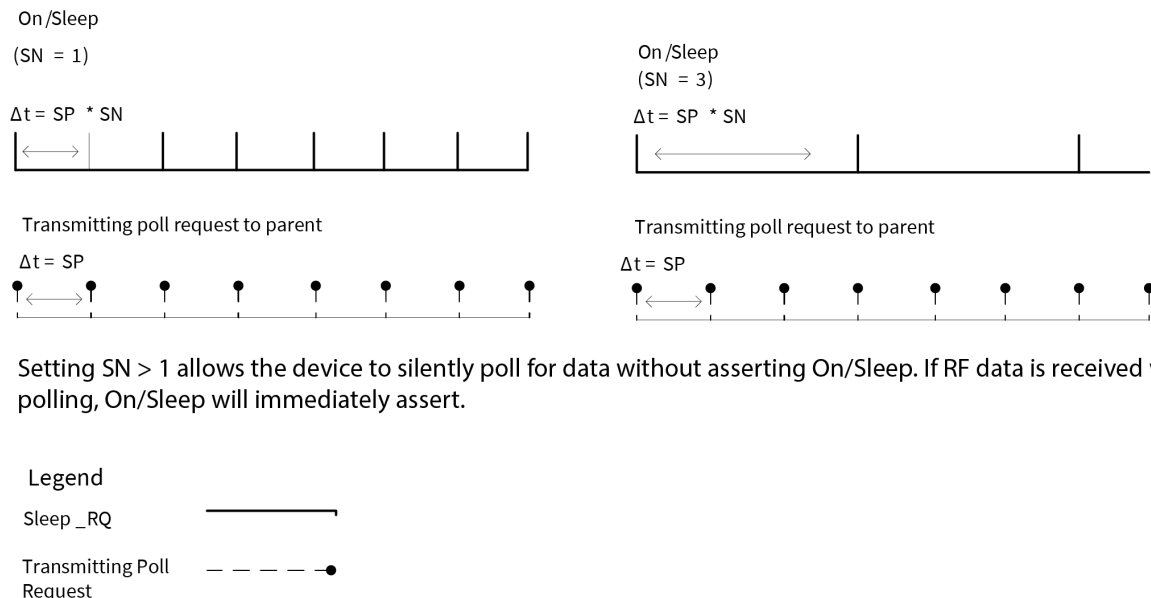 On/Sleep
(SN = 1)
Δt = SP * SN
Transmitting poll request to parent
Δt = SP
On/Sleep
(SN = 3)
Δt = SP * SN
Transmitting poll request to parent
Δt = SP
Setting SN > 1 allows the device to silently poll for data without asserting On/Sleep. If RF data is received
polling, On/Sleep will immediately assert.
Legend
Sleep _RQ
Transmitting Poll
Request